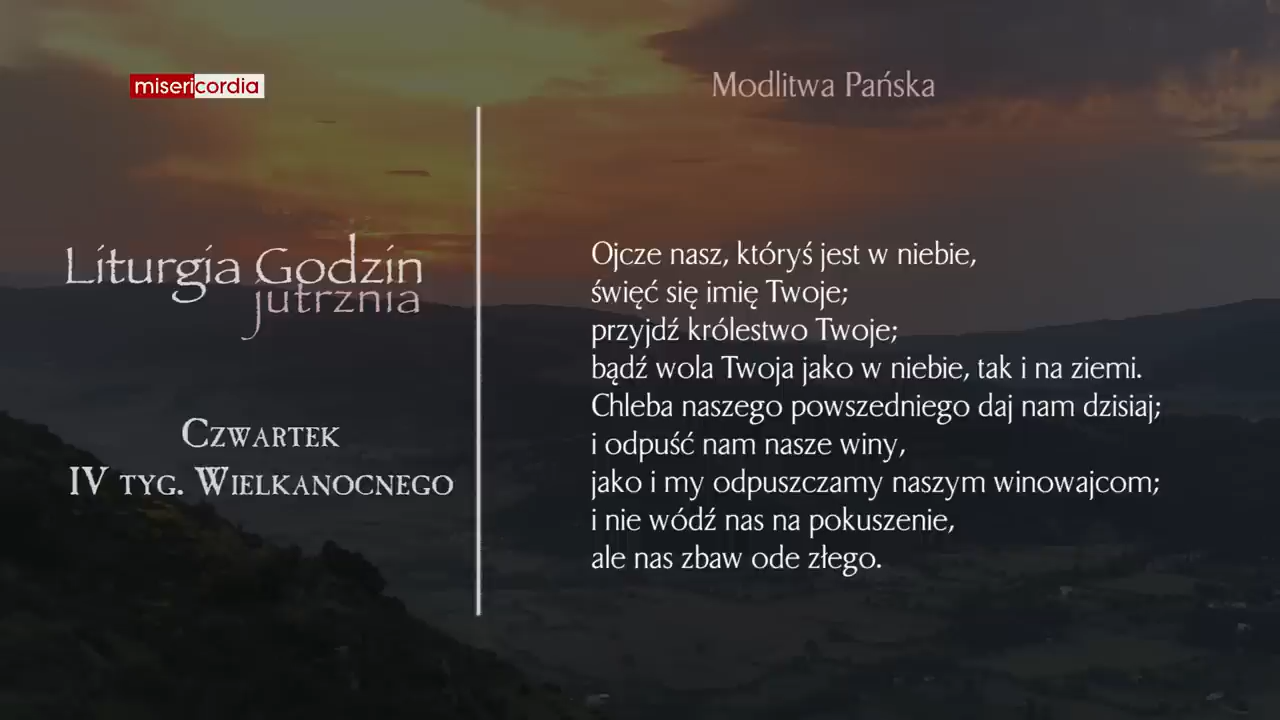 misericordia
Modlitwa Pańska
Liturgia Godzin
jutrznia
Czwartek
IV tyg. Wielkanocnego
Ojcze nasz, któryś jest w niebie,
święć się imię Twoje;
przyjdź królestwo Twoje;
bądź wola Twoja jako w niebie, tak i na ziemi.
Chleba naszego powszedniego daj nam dzisiaj;
i odpuść nam nasze winy,
jako i my odpuszczamy naszym winowajcom;
i nie wódź nas na pokuszenie,
ale nas zbaw ode złego.